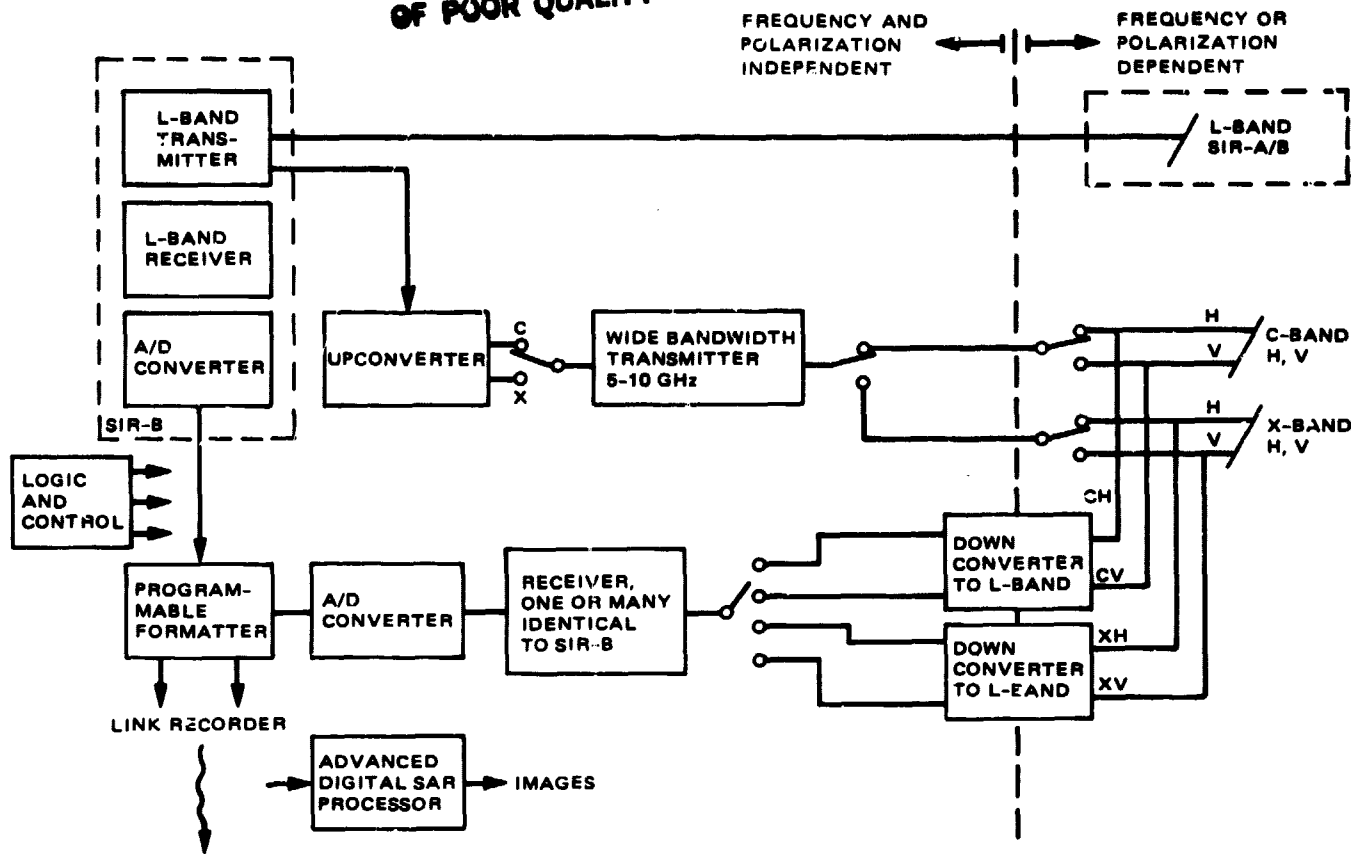 OF POOR QUALITY
FREQUENCY AND
POLARIZATION
INDEPENDENT
FREQUENCY OR
POLARIZATION
DEPENDENT
L-BAND
TRANS-
MITTER
L-BAND
SIR-A/B
L-BAND
RECEIVER
A/D
CONVERTER
SIR-B
UPCONVERTER
C
X
WIDE BANDWIDTH
TRANSMITTER
5-10 GHz
H
V
C-BAND
H, V
H
V
X-BAND
H, V
LOGIC
AND
CONTROL
CH
CV
XH
XV
PROGRAM-
MABLE
FORMATTER
A/D
CONVERTER
RECEIVER,
ONE OR MANY
IDENTICAL
TO SIR-B
DOWN
CONVERTER
TO L-BAND
DOWN
CONVERTER
TO L-EAND
LINK RECORDER
ADVANCED
DIGITAL SAR
PROCESSOR
IMAGES